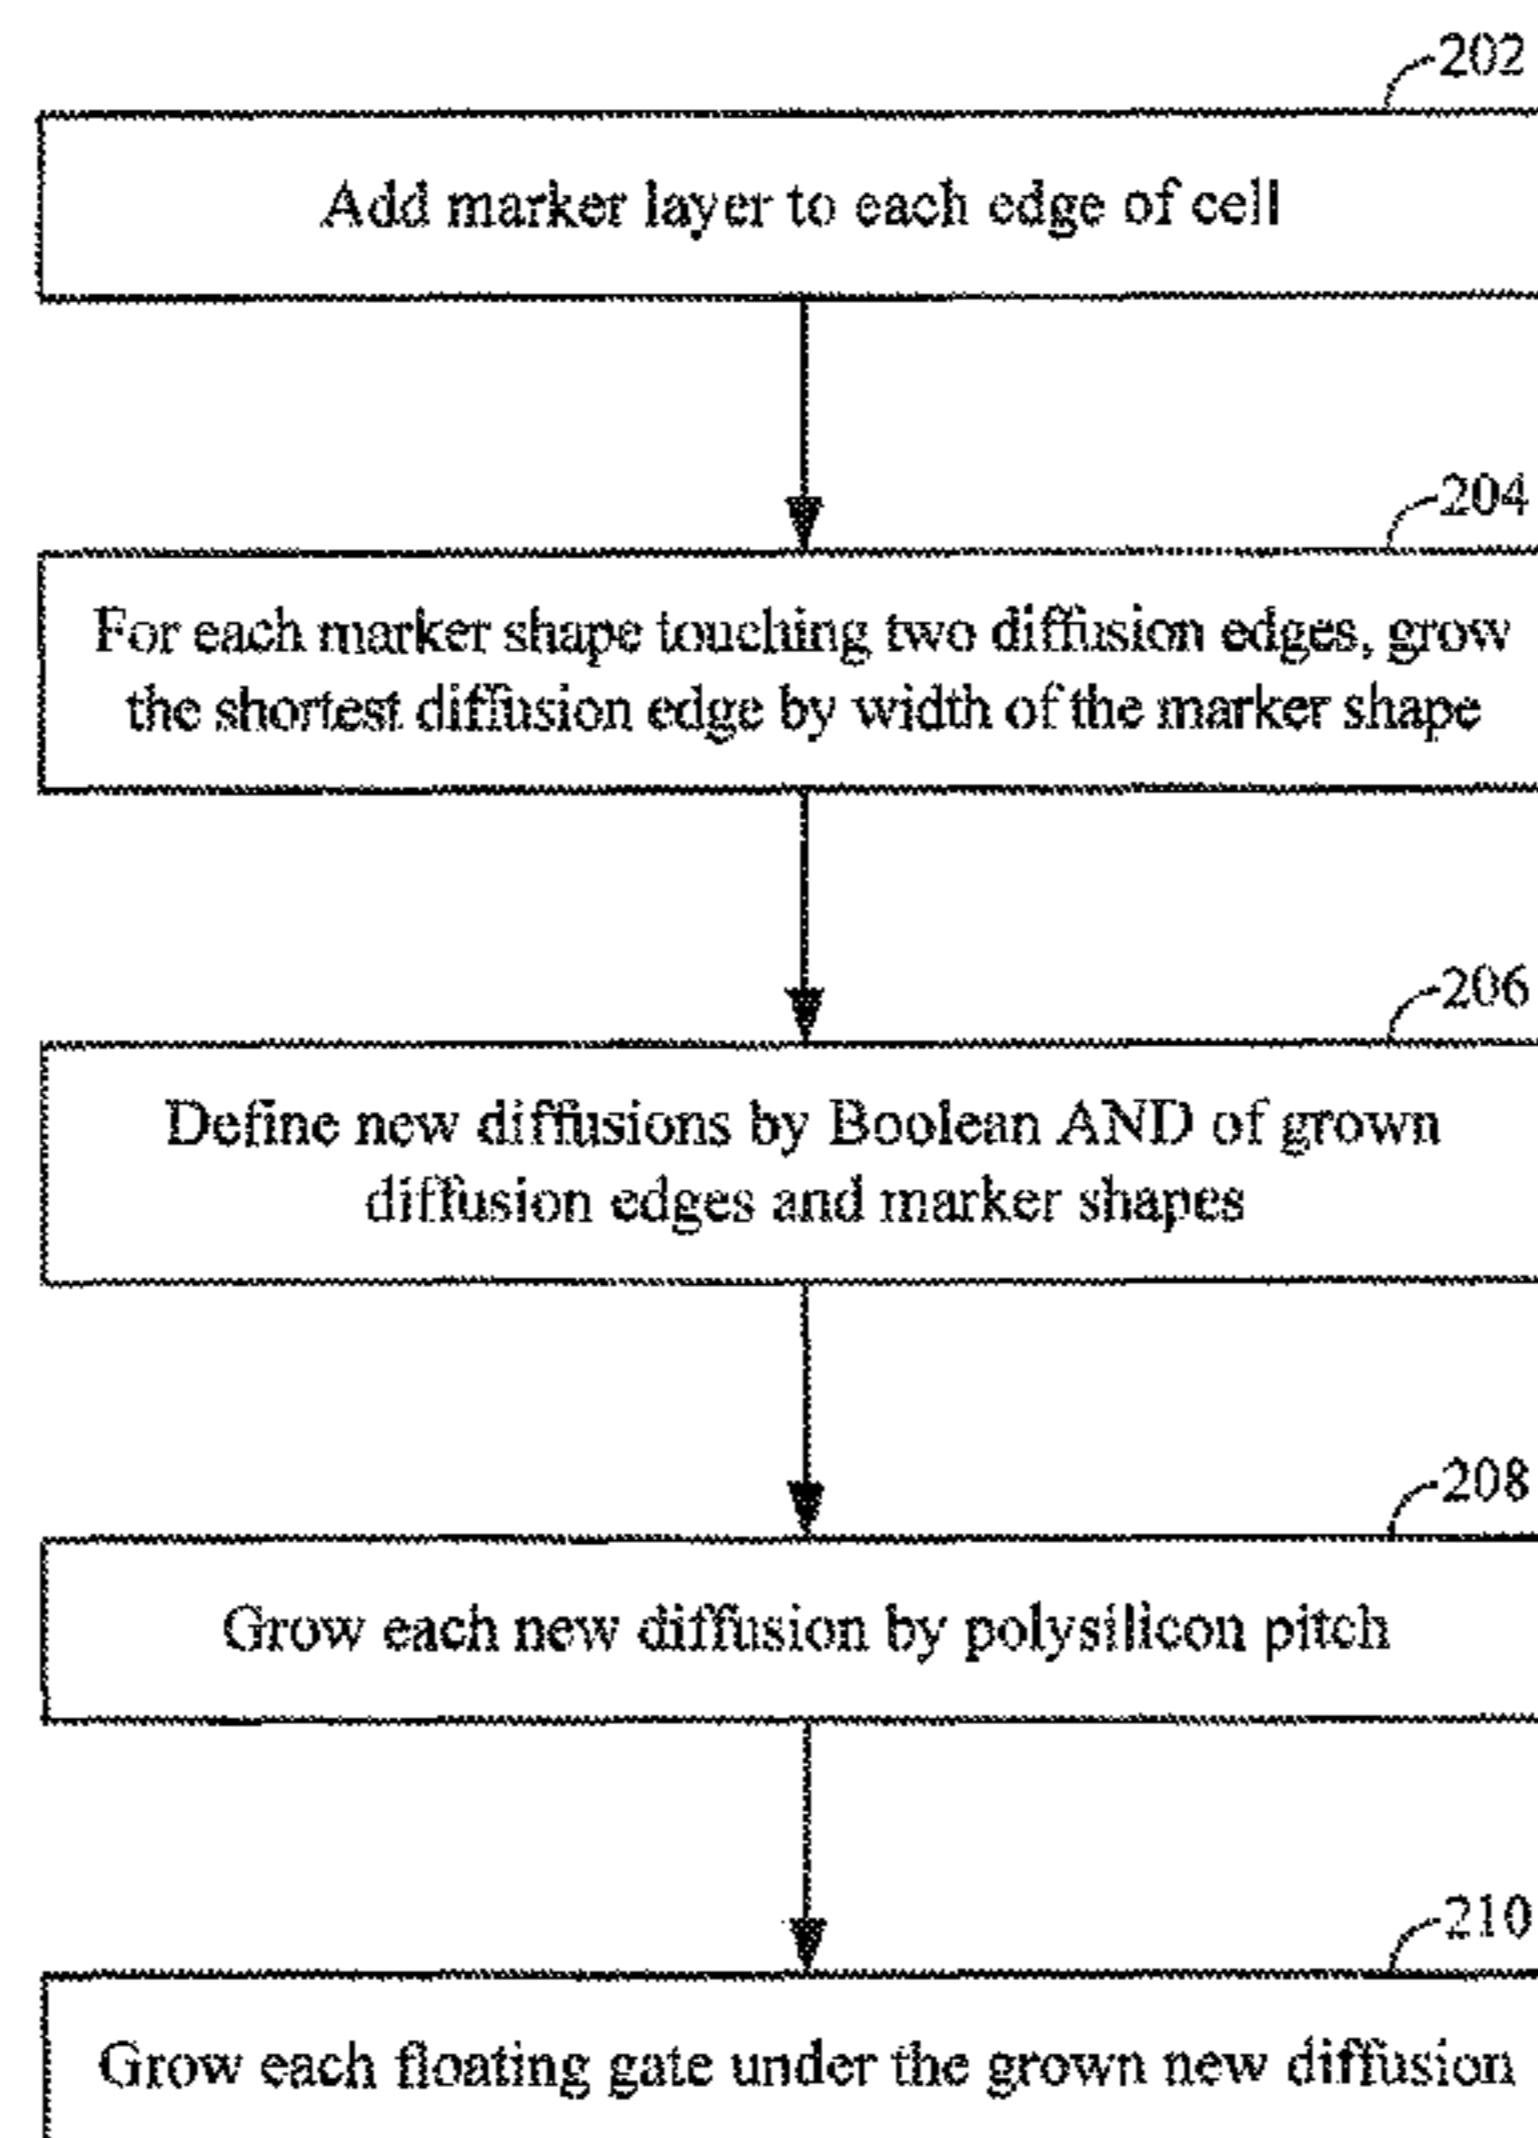 202
Add marker layer to each edge of cell
204
For each marker shape touching two diffusion edges, grow
the shortest diffusion edge by width of the marker shape
206
Define new diffusions by Boolean AND of grown
diffusion edges and marker shapes
208
Grow each new diffusion by polysilicon pitch
210
Grow each floating gate under the grown new diffusion